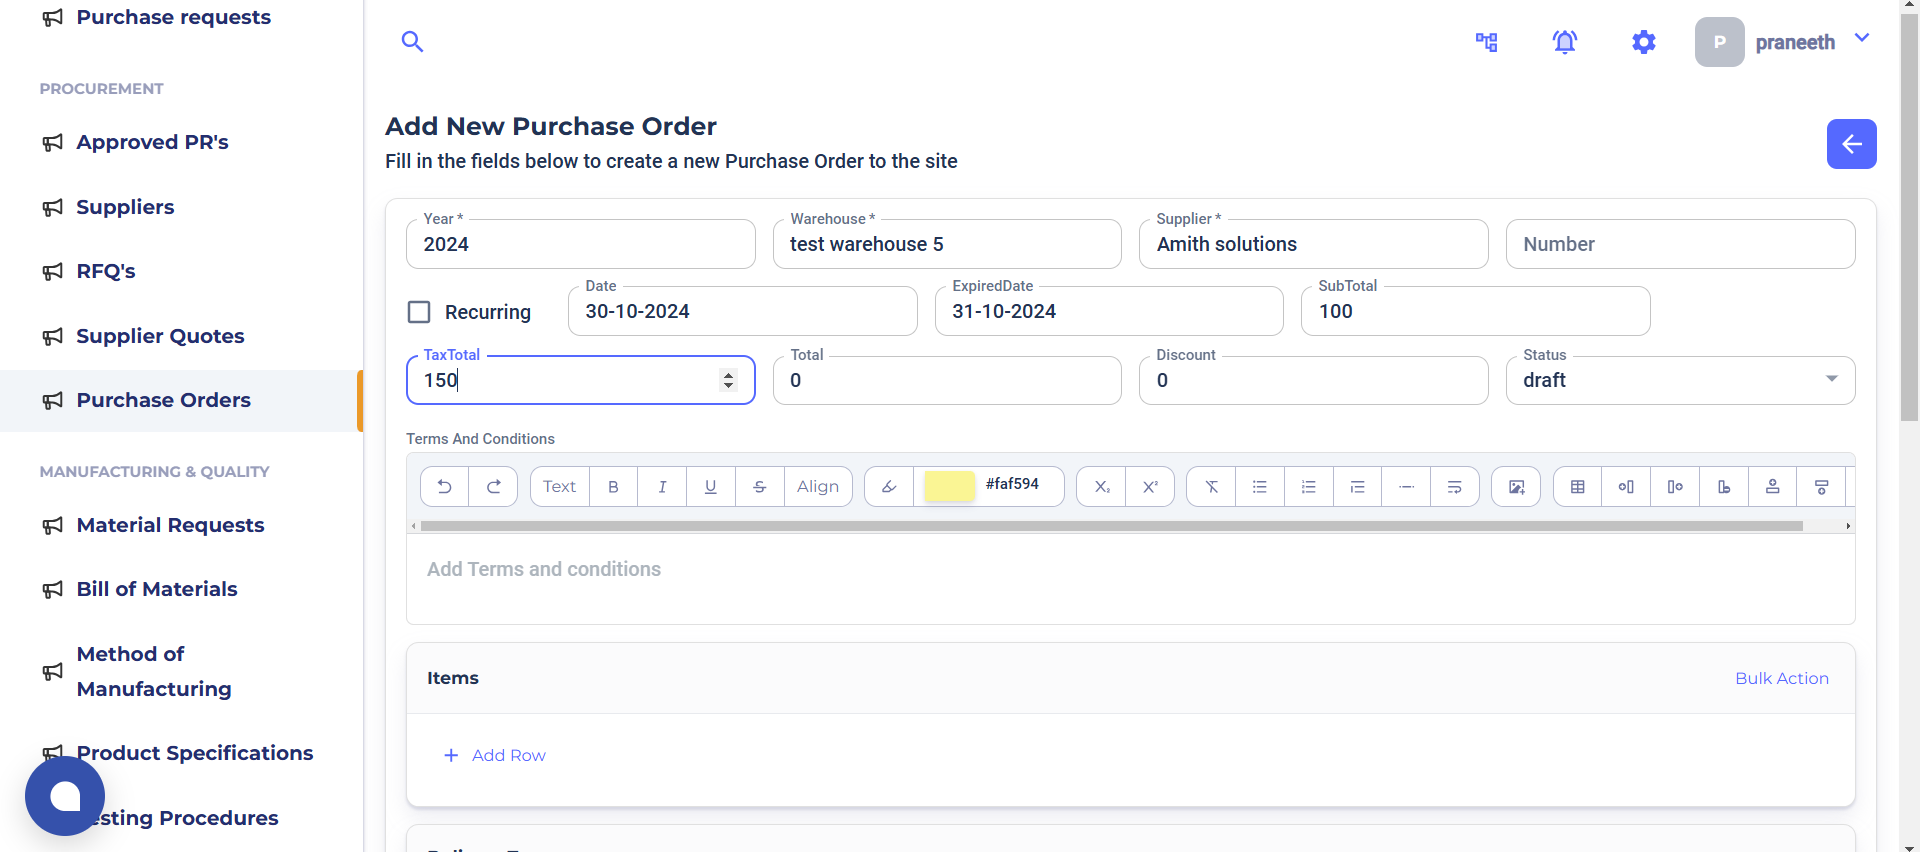 Purchase requests
PROCUREMENT
Approved PR's
Suppliers
RFQ's
Supplier Quotes
Purchase Orders
MANUFACTURING & QUALITY
Material Requests
Bill of Materials
Method of
Manufacturing
Product Specifications
esting Procedures
P praneeth
Add New Purchase Order
Fill in the fields below to create a new Purchase Order to the site
Year * Warehouse * Supplier *
2024 test warehouse 5 Amith solutions Number
Date ExpiredDate SubTotal
Recurring 30-10-2024 31-10-2024 100
TaxTotal Total Discount Status
150 0 0 draft
Terms And Conditions
Text B I U S Align #faf594 X₂ X²
Add Terms and conditions
Items Bulk Action
+ Add Row